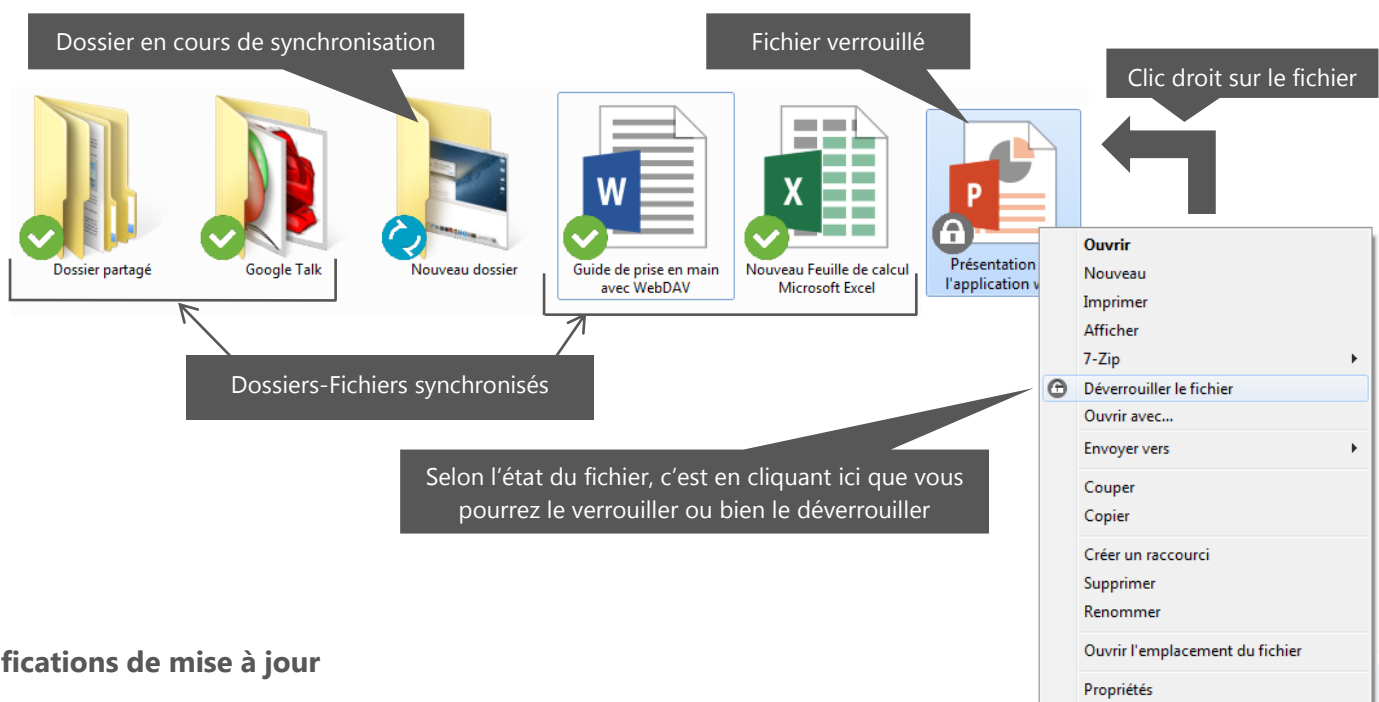 Dossier en cours de synchronisation
Fichier verrouillé
Clic droit sur le fichier
W
X
P
Dossier partagé
Google Talk
Nouveau dossier
Guide de prise en main
avec WebDAV
Nouveau Feuille de calcul
Microsoft Excel
Présentation
l'application
Dossiers-Fichiers synchronisés
Selon l’état du fichier, c’est en cliquant ici que vous
pourrez le verrouiller ou bien le déverrouiller
Ouvrir
Nouveau
Imprimer
Afficher
7-Zip
Déverrouiller le fichier
Ouvrir avec...
Envoyer vers
Couper
Copier
Créer un raccourci
Supprimer
Renommer
Ouvrir l'emplacement du fichier
Propriétés
fications de mise à jour